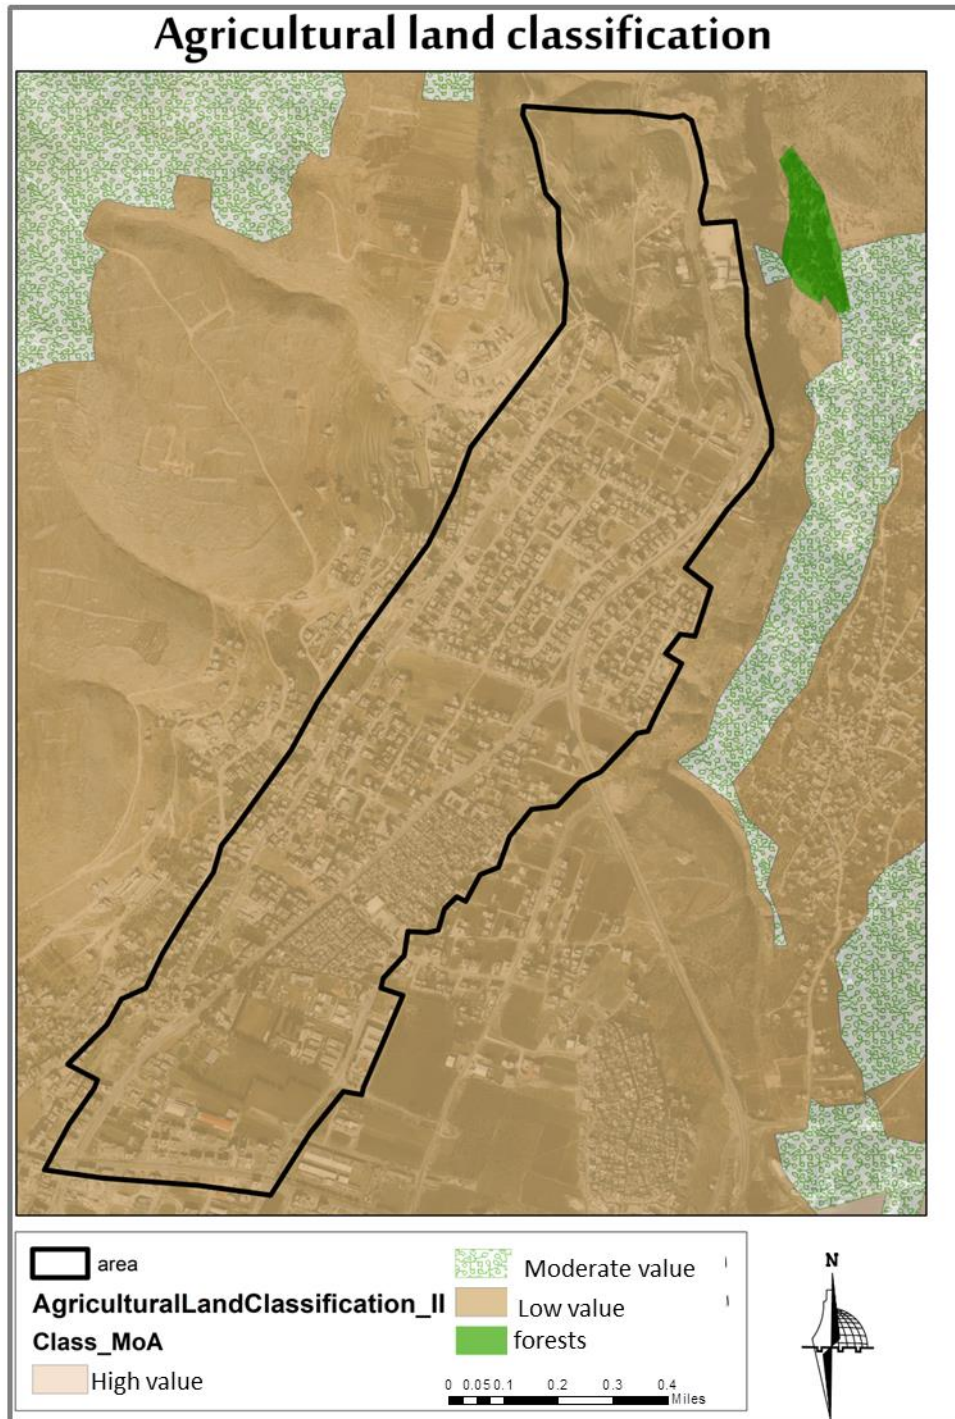 Agricultural land classification
area
AgriculturalLandClassification_II
Class_MoA
High value
Moderate value
Low value
forests
0 0.05 0.1 0.2 0.3 0.4
Miles
N